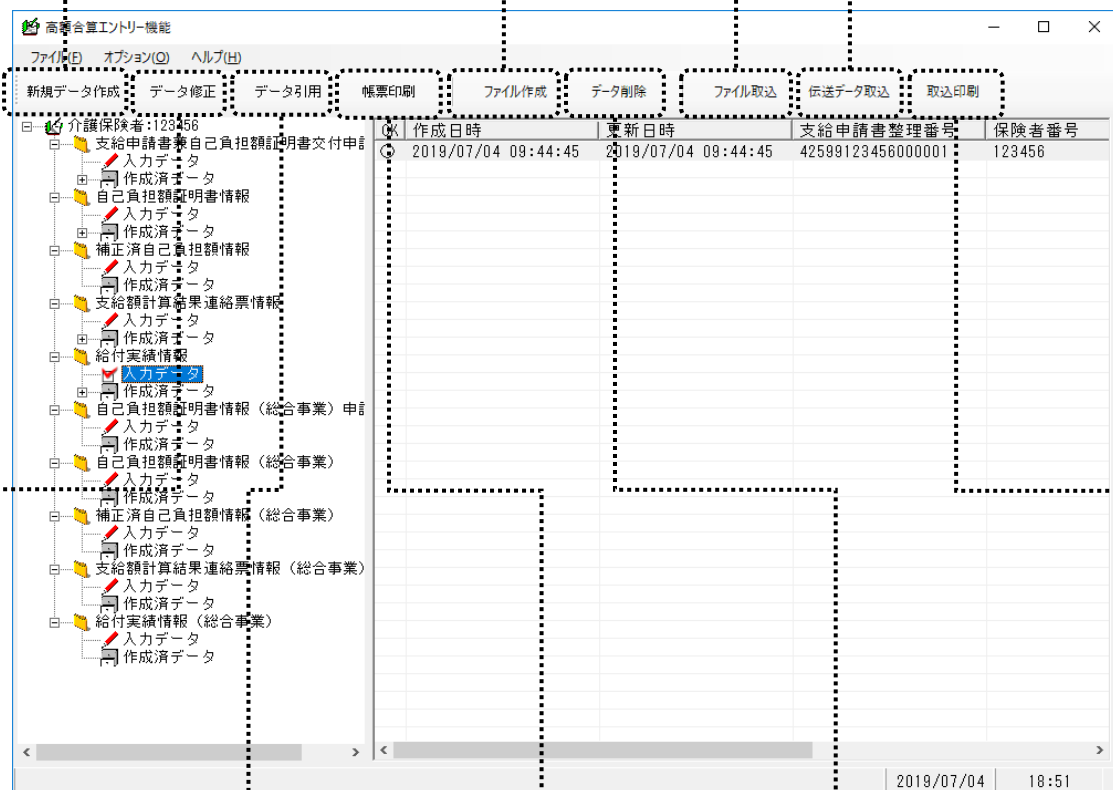 高額合算エントリー機能
ファイル(F) オプション(O) ヘルプ(H)
新規データ作成 データ修正 データ引用 帳票印刷 ファイル作成 データ削除 ファイル取込 伝送データ取込 取込印刷
介護保険者:123456
支給申請書兼自己負担額証明書交付申請
入力データ
作成済データ
自己負担額証明書情報
入力データ
作成済データ
補正済自己負担額情報
入力データ
作成済データ
支給額計算結果連絡票情報
入力データ
作成済データ
給付実績情報
入力データ
作成済データ
自己負担額証明書情報(総合事業)申請
入力データ
作成済データ
自己負担額証明書情報(総合事業)
入力データ
作成済データ
補正済自己負担額情報(総合事業)
入力データ
作成済データ
支給額計算結果連絡票情報(総合事業)
入力データ
作成済データ
給付実績情報(総合事業)
入力データ
作成済データ
OK 作成日時 更新日時 支給申請書整理番号 保険者番号
○ 2019/07/04 09:44:45 2019/07/04 09:44:45 42599123456000001 123456
2019/07/04 18:51